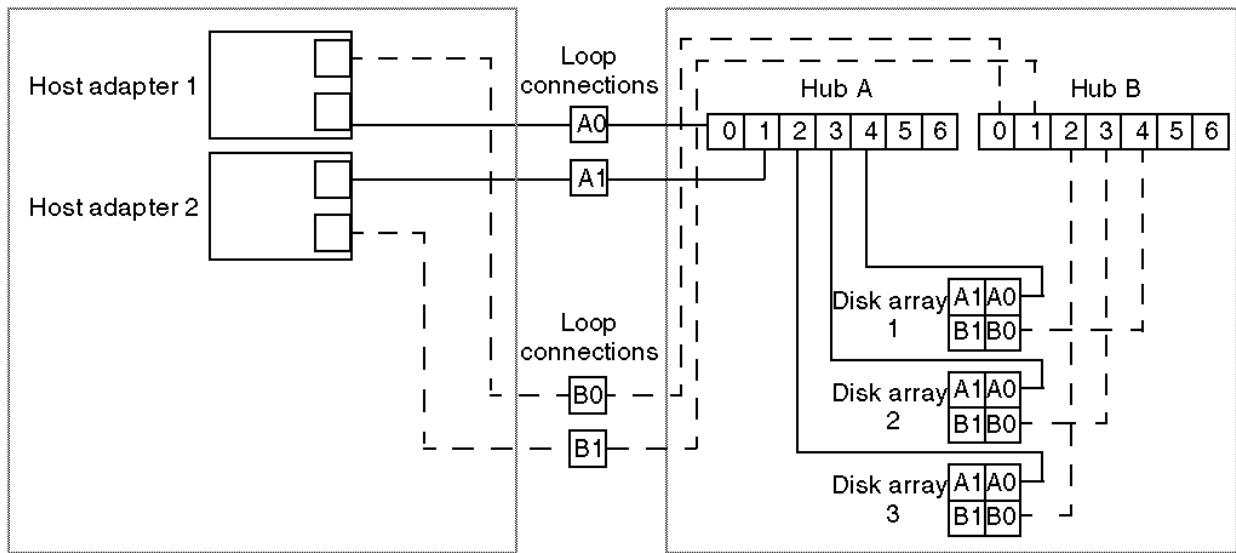 Host adapter 1
Host adapter 2
Loop
connections
A0
A1
Loop
connections
B0
B1
Hub A
0 1 2 3 4 5 6
Hub B
0 1 2 3 4 5 6
Disk array
1
A1 A0
B1 B0
Disk array
2
A1 A0
B1 B0
Disk array
3
A1 A0
B1 B0